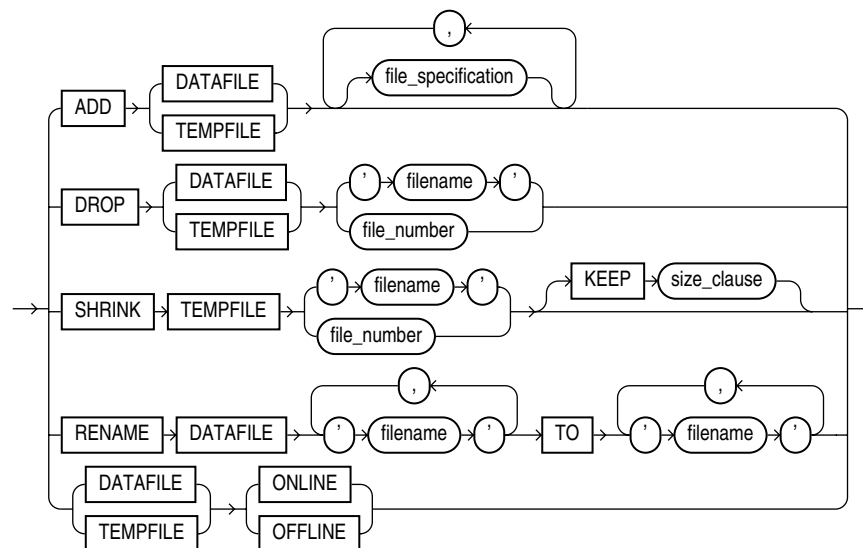 ,
DATAFILE file_specification
ADD
TEMPFILE
DATAFILE ' filename '
DROP
TEMPFILE file_number
' filename ' KEEP size_clause
SHRINK TEMPFILE
file_number
, ,
RENAME DATAFILE ' filename ' TO ' filename '
DATAFILE ONLINE
TEMPFILE OFFLINE